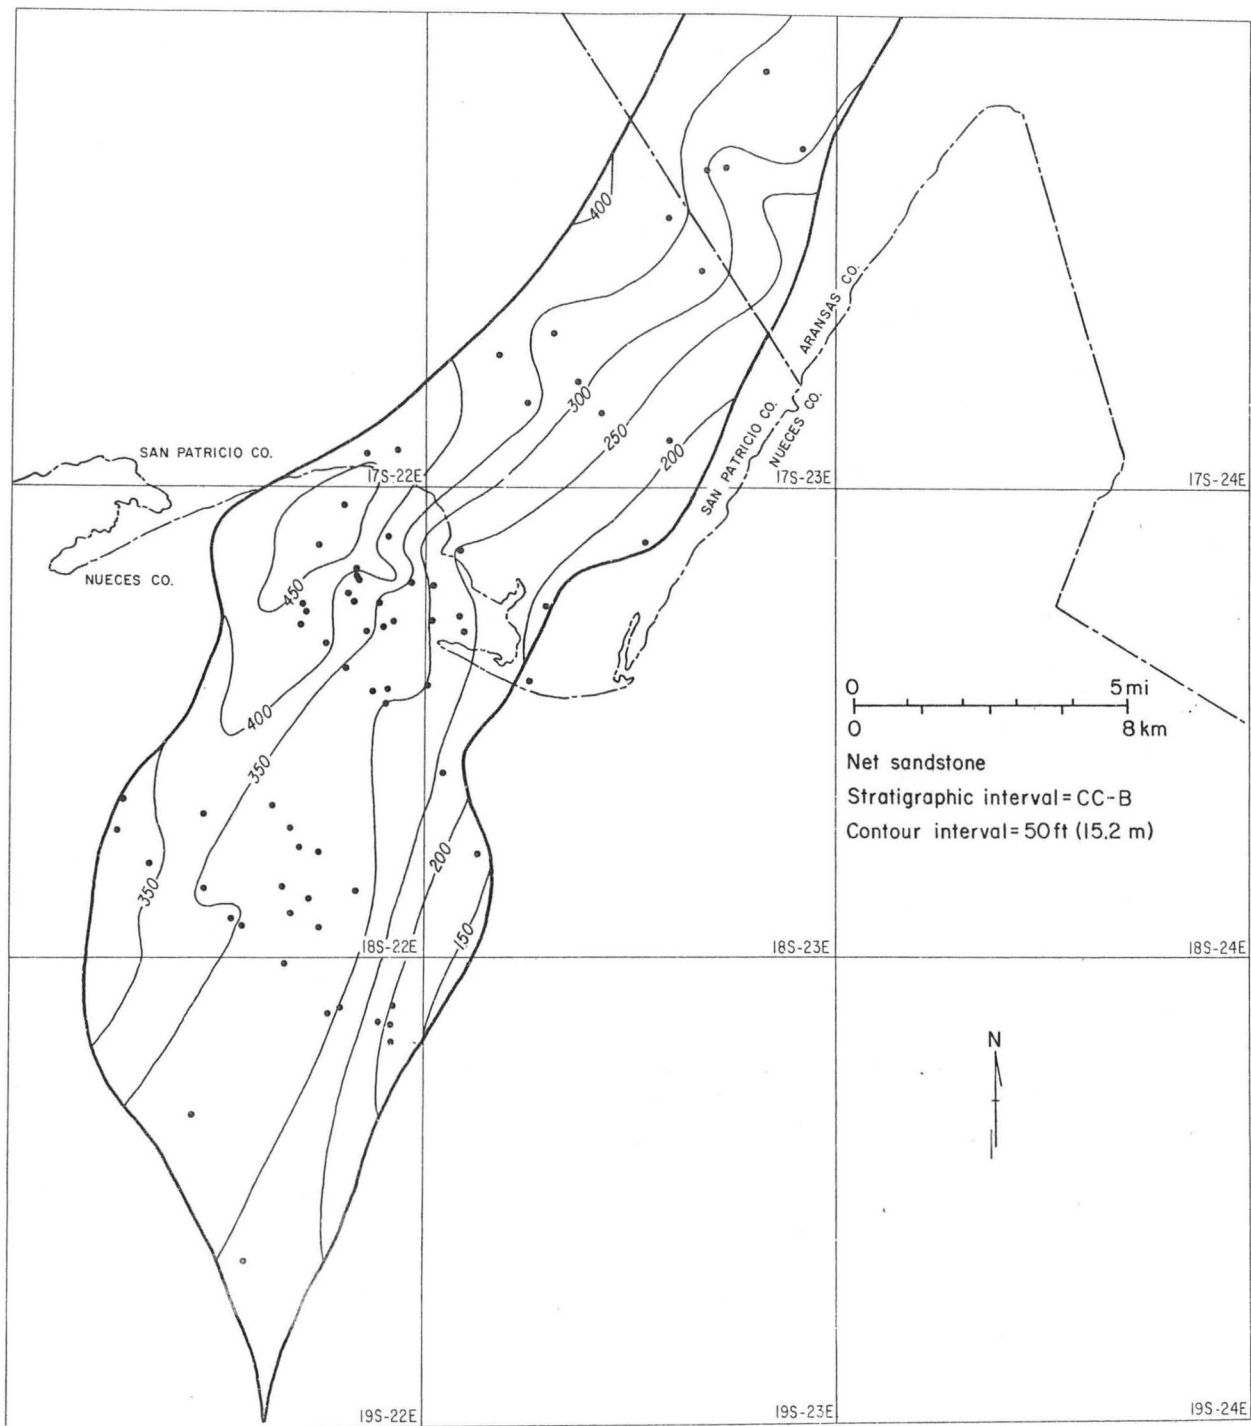 400
ARANSAS CO.
300
NUECES CO.
250
SAN PATRICIO CO.
200
SAN PATRICIO CO.
17S-22E
17S-23E
17S-24E
NUECES CO.
450
0 5 mi
0 8 km
400
350
Net sandstone
Stratigraphic interval = CC-B
Contour interval = 50 ft (15.2 m)
200
350
150
18S-22E
18S-23E
18S-24E
N
19S-22E
19S-23E
19S-24E